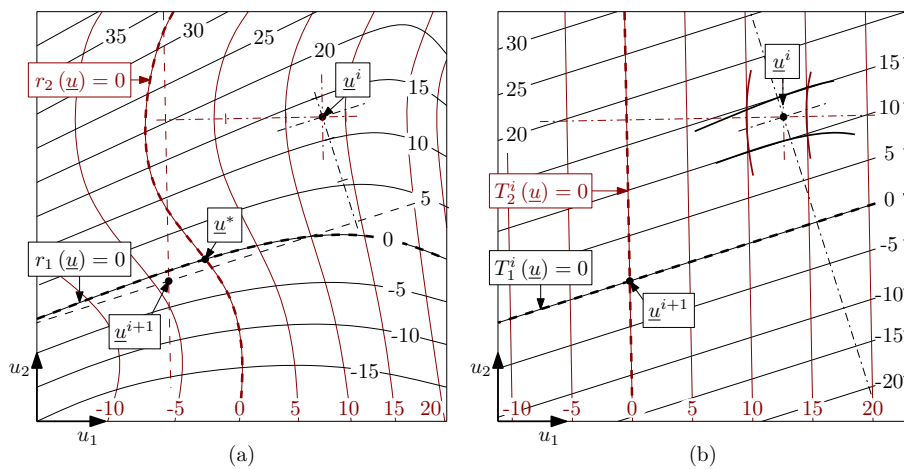 35
30
25
20
15
10
5
0
-5
-10
-15
r₂(u) = 0
uⁱ
u*
r₁(u) = 0
uⁱ⁺¹
u₂
u₁
-10 -5 0 5 10 15 20
(a)
30
25
20
15
10
5
0
-5
-10
-15
-20
uⁱ
T₂ⁱ(u) = 0
T₁ⁱ(u) = 0
uⁱ⁺¹
u₂
u₁
-10 -5 0 5 10 15 20
(b)